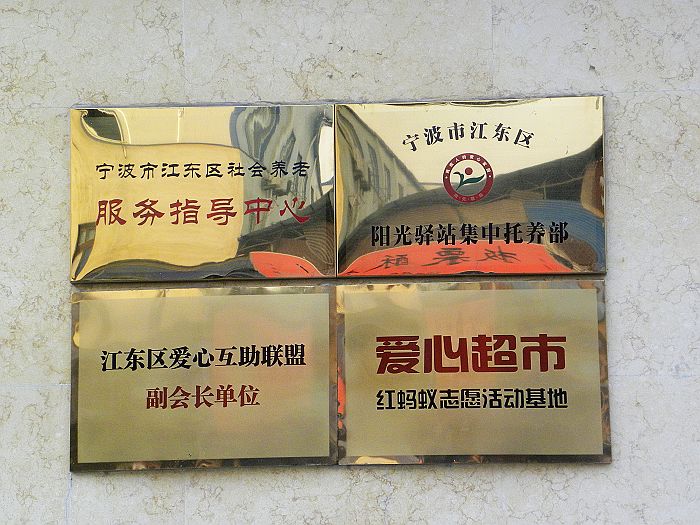 宁波市江东区社会养老
服务指导中心
宁波市江东区
阳光驿站集中托养部
江东区爱心互助联盟
副会长单位
爱心超市
红蚂蚁志愿活动基地